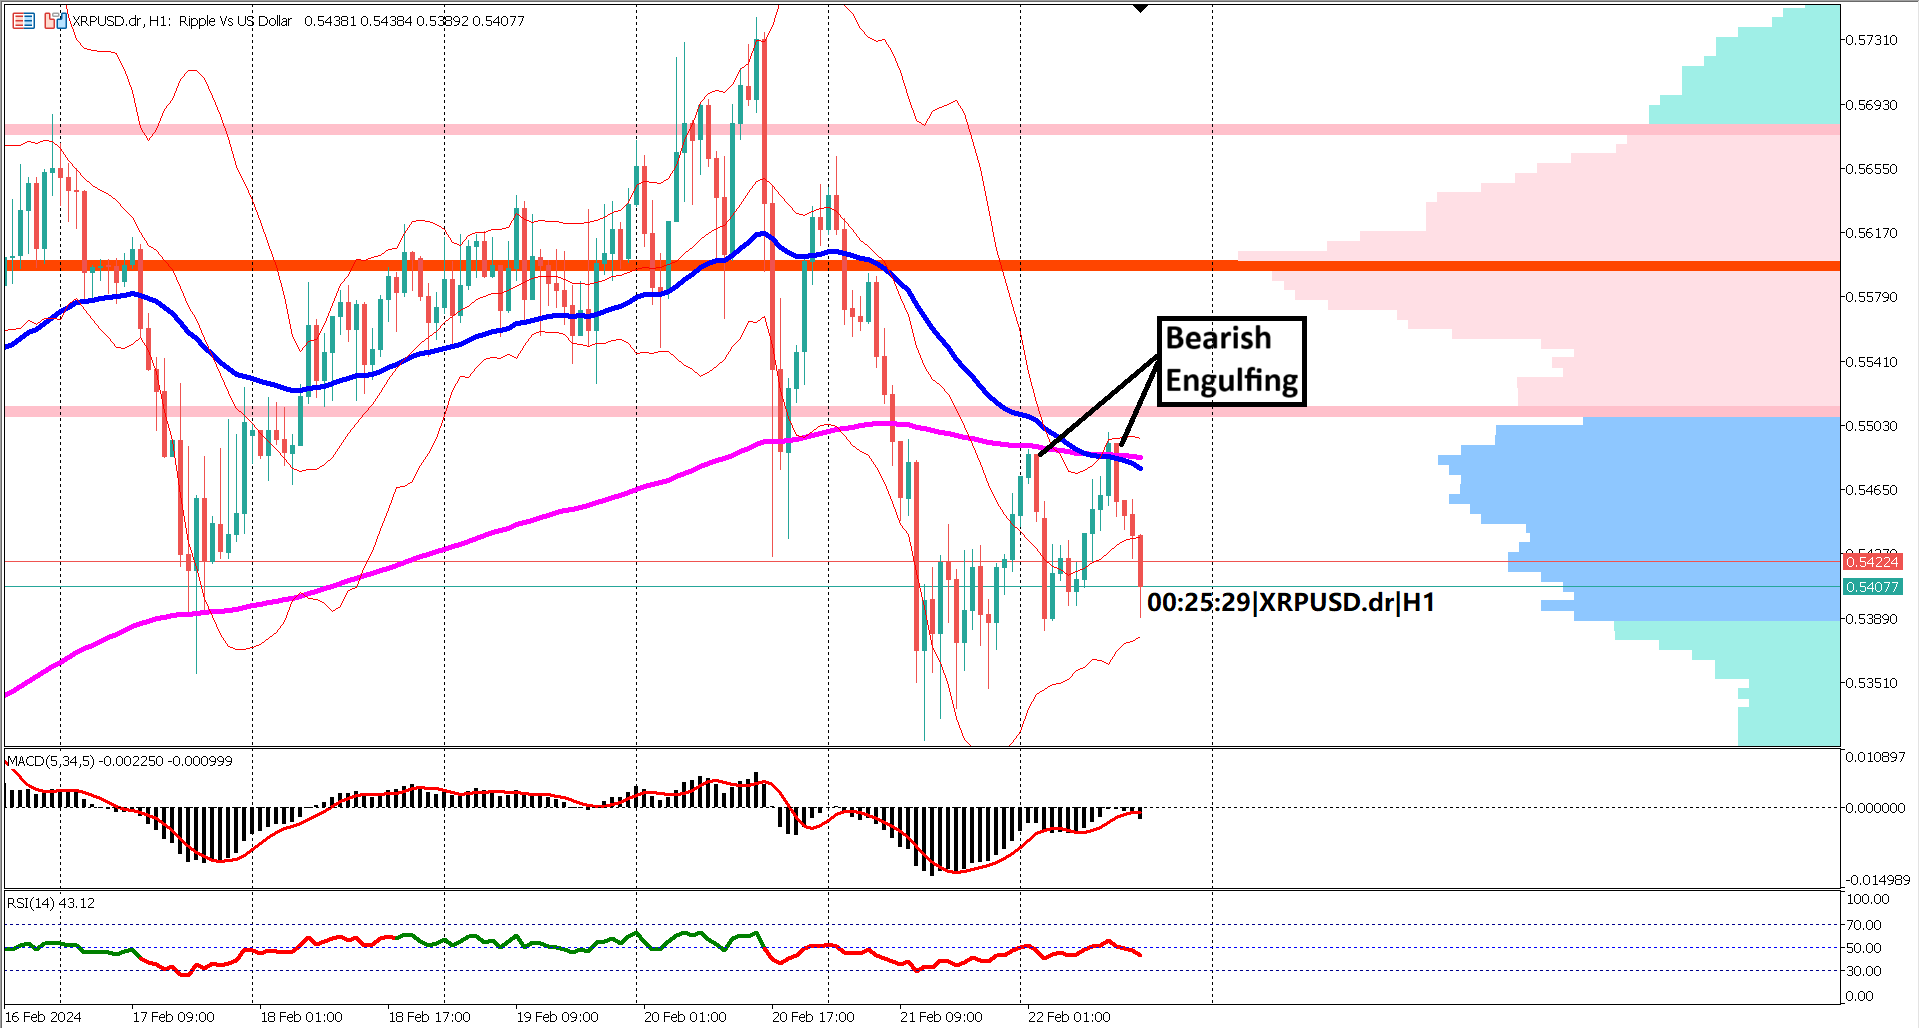 XRPUSD.dr, H1: Ripple Vs US Dollar 0.54381 0.54384 0.53892 0.54077
0.57310
0.56930
0.56550
0.56170
0.55790
0.55410
0.55030
0.54650
0.54224
0.54077
0.53890
0.53510
Bearish
Engulfing
00:25:29|XRPUSD.dr|H1
MACD(5,34,5) -0.002250 -0.000999
0.010897
0.000000
-0.014989
RSI(14) 43.12
100.00
70.00
50.00
30.00
0.00
16 Feb 2024 17 Feb 09:00 18 Feb 01:00 18 Feb 17:00 19 Feb 09:00 20 Feb 01:00 20 Feb 17:00 21 Feb 09:00 22 Feb 01:00